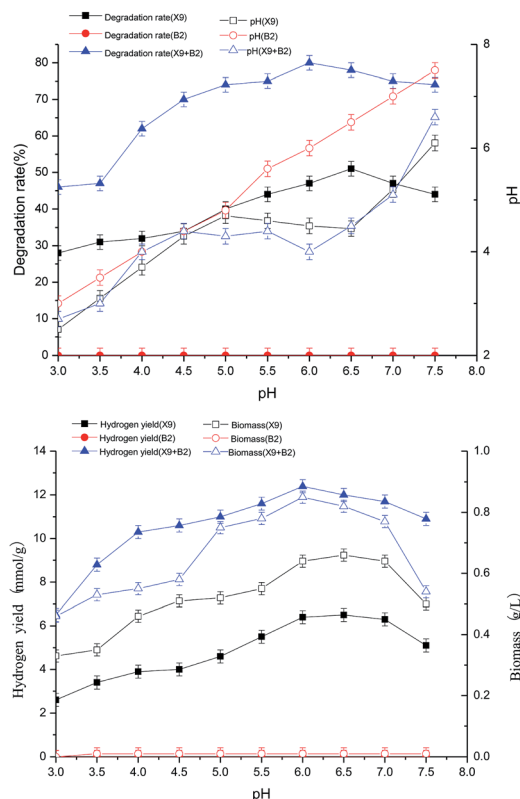 Degradation rate(X9) pH(X9)
Degradation rate(B2) pH(B2)
Degradation rate(X9+B2) pH(X9+B2)
Degradation rate(%)
0
10
20
30
40
50
60
70
80
pH
2
4
6
8
3.0 3.5 4.0 4.5 5.0 5.5 6.0 6.5 7.0 7.5 8.0
pH
Hydrogen yield(X9) Biomass(X9)
Hydrogen yield(B2) Biomass(B2)
Hydrogen yield(X9+B2) Biomass(X9+B2)
Hydrogen yield (mmol/g)
0
2
4
6
8
10
12
14
Biomass (g/L)
0.0
0.2
0.4
0.6
0.8
1.0
3.0 3.5 4.0 4.5 5.0 5.5 6.0 6.5 7.0 7.5 8.0
pH